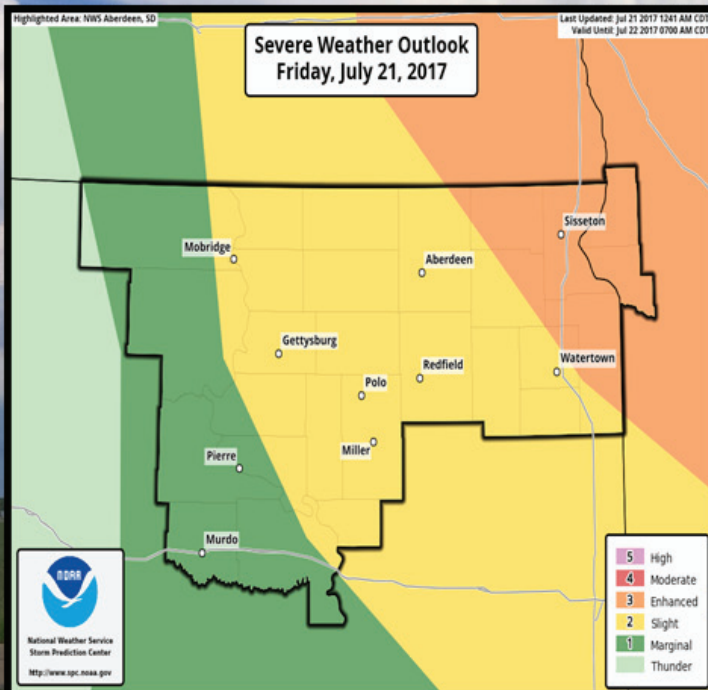 Highlighted Area: NWS Aberdeen, SD
Last Updated: Jul 21 2017 1241 AM CDT
Valid Until: Jul 22 2017 0700 AM CDT
Severe Weather Outlook
Friday, July 21, 2017
Sisseton
Mobridge
Aberdeen
Gettysburg
Watertown
Redfield
Polo
Miller
Pierre
Murdo
5 High
4 Moderate
3 Enhanced
2 Slight
1 Marginal
Thunder
NOAA
National Weather Service
Storm Prediction Center
http://www.spc.noaa.gov